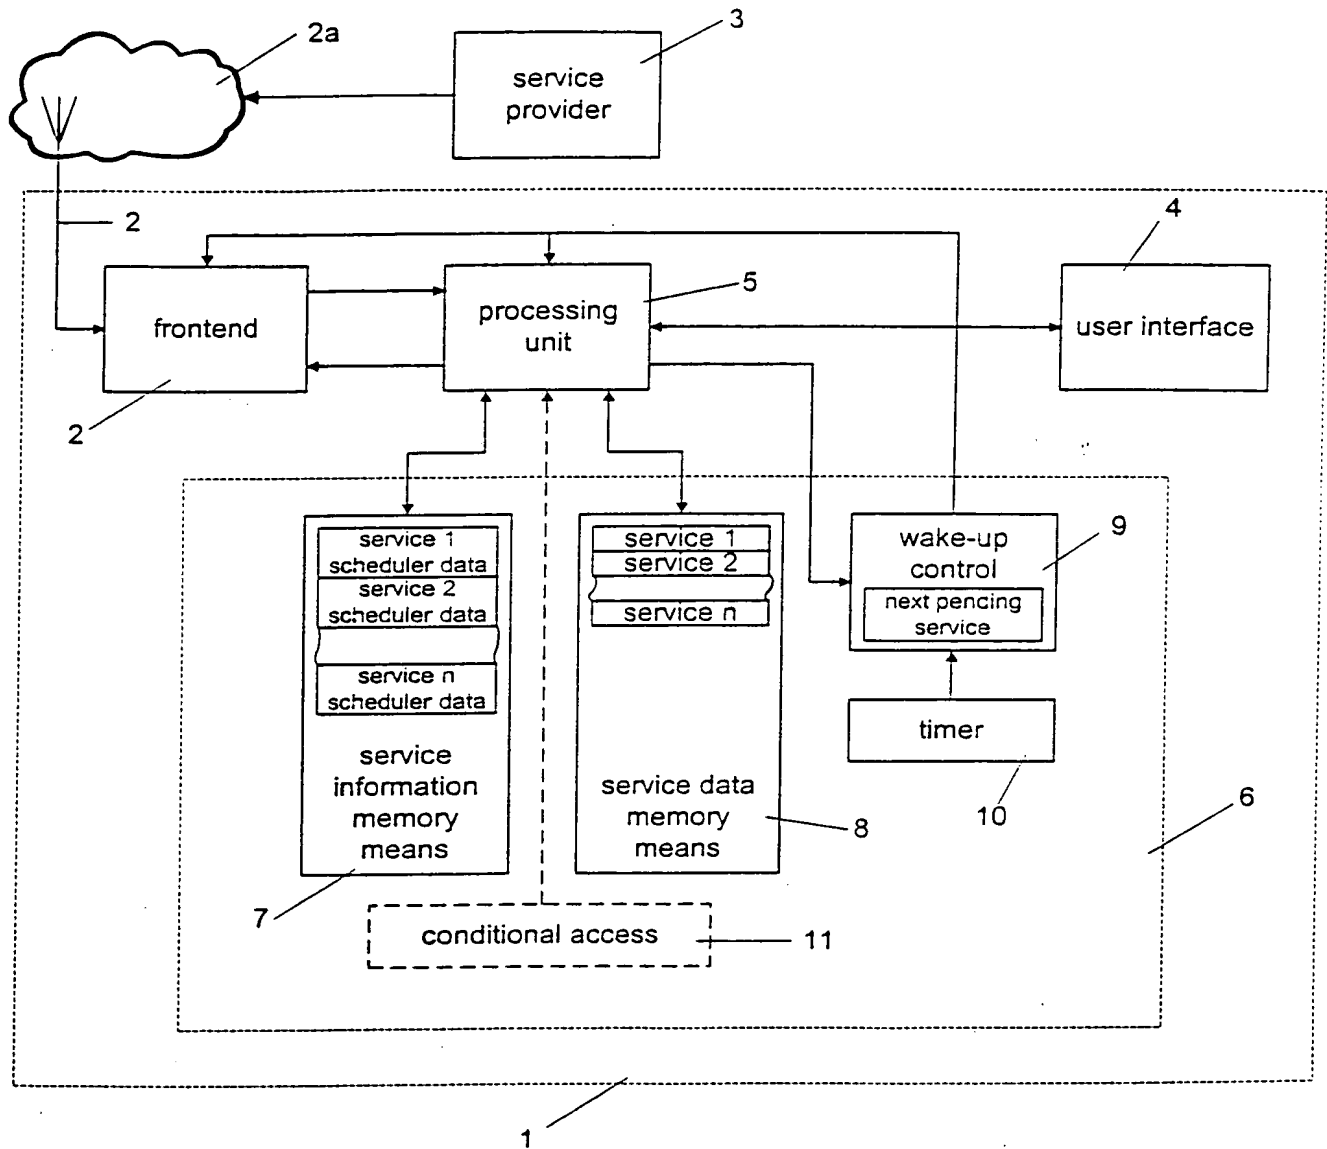 2a
3
service
provider
2
4
frontend
processing
unit
5
user interface
2
service 1
scheduler data
service 2
scheduler data
service n
scheduler data
service
information
memory
means
7
service 1
service 2
service n
service data
memory
means
8
wake-up
control
next pencing
service
9
timer
10
6
conditional access
11
1